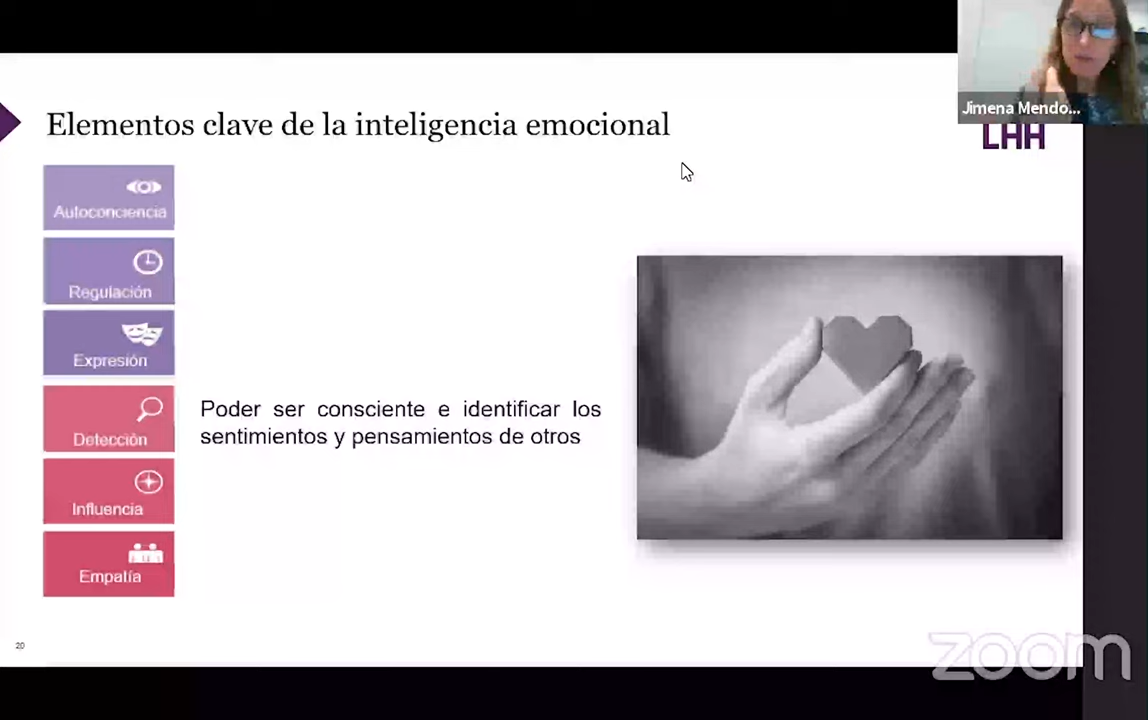 Jimena Mendo...
LHH
Elementos clave de la inteligencia emocional
Autoconciencia
Regulación
Expresión
Detección
Poder ser consciente e identificar los
sentimientos y pensamientos de otros
Influencia
Empatía
20
zoom